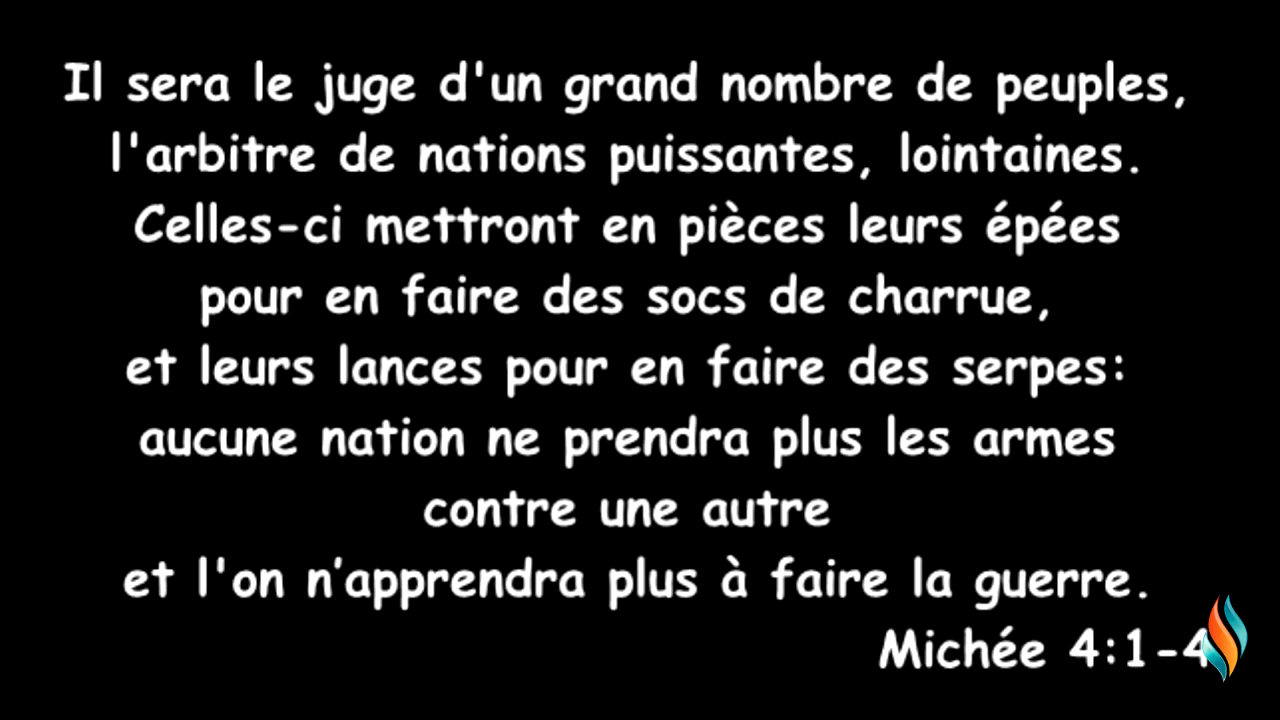 Il sera le juge d'un grand nombre de peuples,
l'arbitre de nations puissantes, lointaines.
Celles-ci mettront en pièces leurs épées
pour en faire des socs de charrue,
et leurs lances pour en faire des serpes:
aucune nation ne prendra plus les armes
contre une autre
et l'on n’apprendra plus à faire la guerre.
Michée 4:1-4